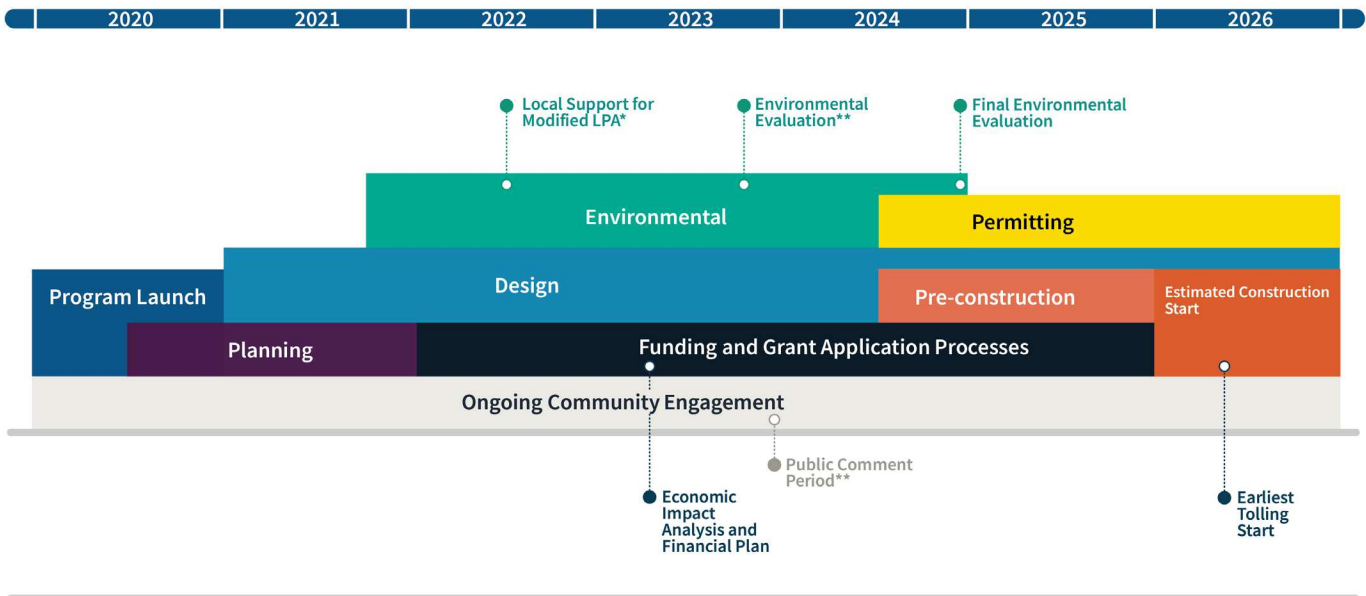 2020 2021 2022 2023 2024 2025 2026
Local Support for
Modified LPA*
Environmental
Evaluation**
Final Environmental
Evaluation
Environmental
Permitting
Design
Program Launch
Pre-construction
Estimated Construction
Start
Planning
Funding and Grant Application Processes
Ongoing Community Engagement
Public Comment
Period**
Economic
Impact
Analysis and
Financial Plan
Earliest
Tolling
Start